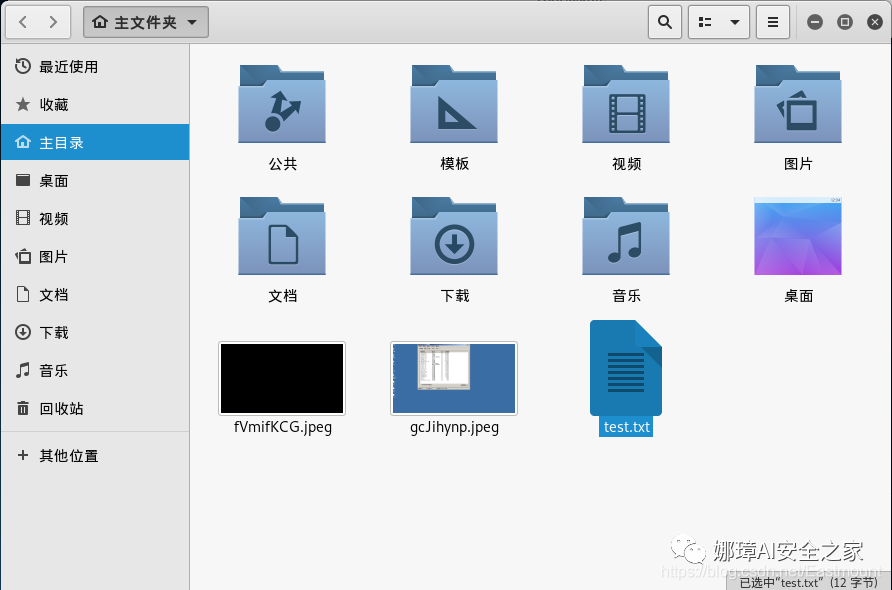 主文件夹
最近使用
收藏
主目录
桌面
视频
图片
文档
下载
音乐
回收站
其他位置
公共
模板
视频
图片
文档
下载
音乐
桌面
fVmifKCG.jpeg
gcJihynp.jpeg
test.txt
娜璋AI安全之家
https://blog.csdn.net/Eastmount
已选中“test.txt” (12 字节)